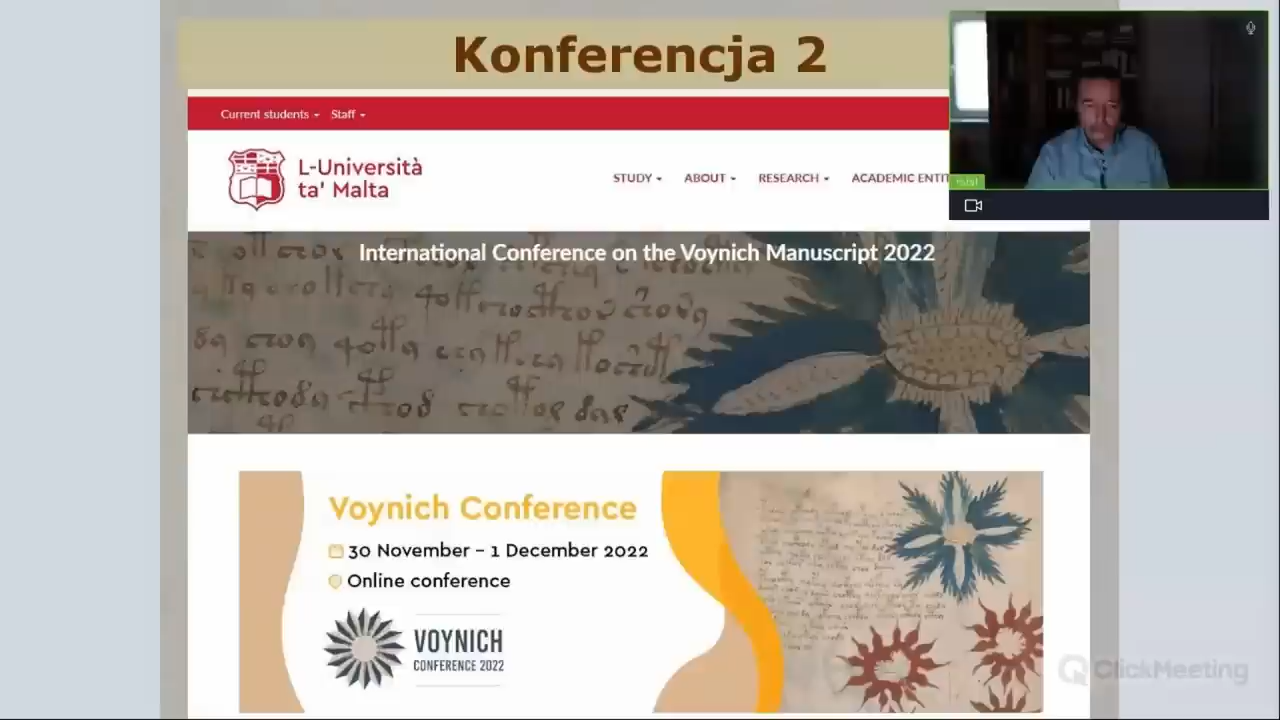 Konferencja 2
Current students
Staff
L-Università
ta' Malta
STUDY
ABOUT
RESEARCH
ACADEMIC
International Conference on the Voynich Manuscript 2022
Voynich Conference
30 November – 1 December 2022
Online conference
VOYNICH
CONFERENCE 2022
ClickMeeting